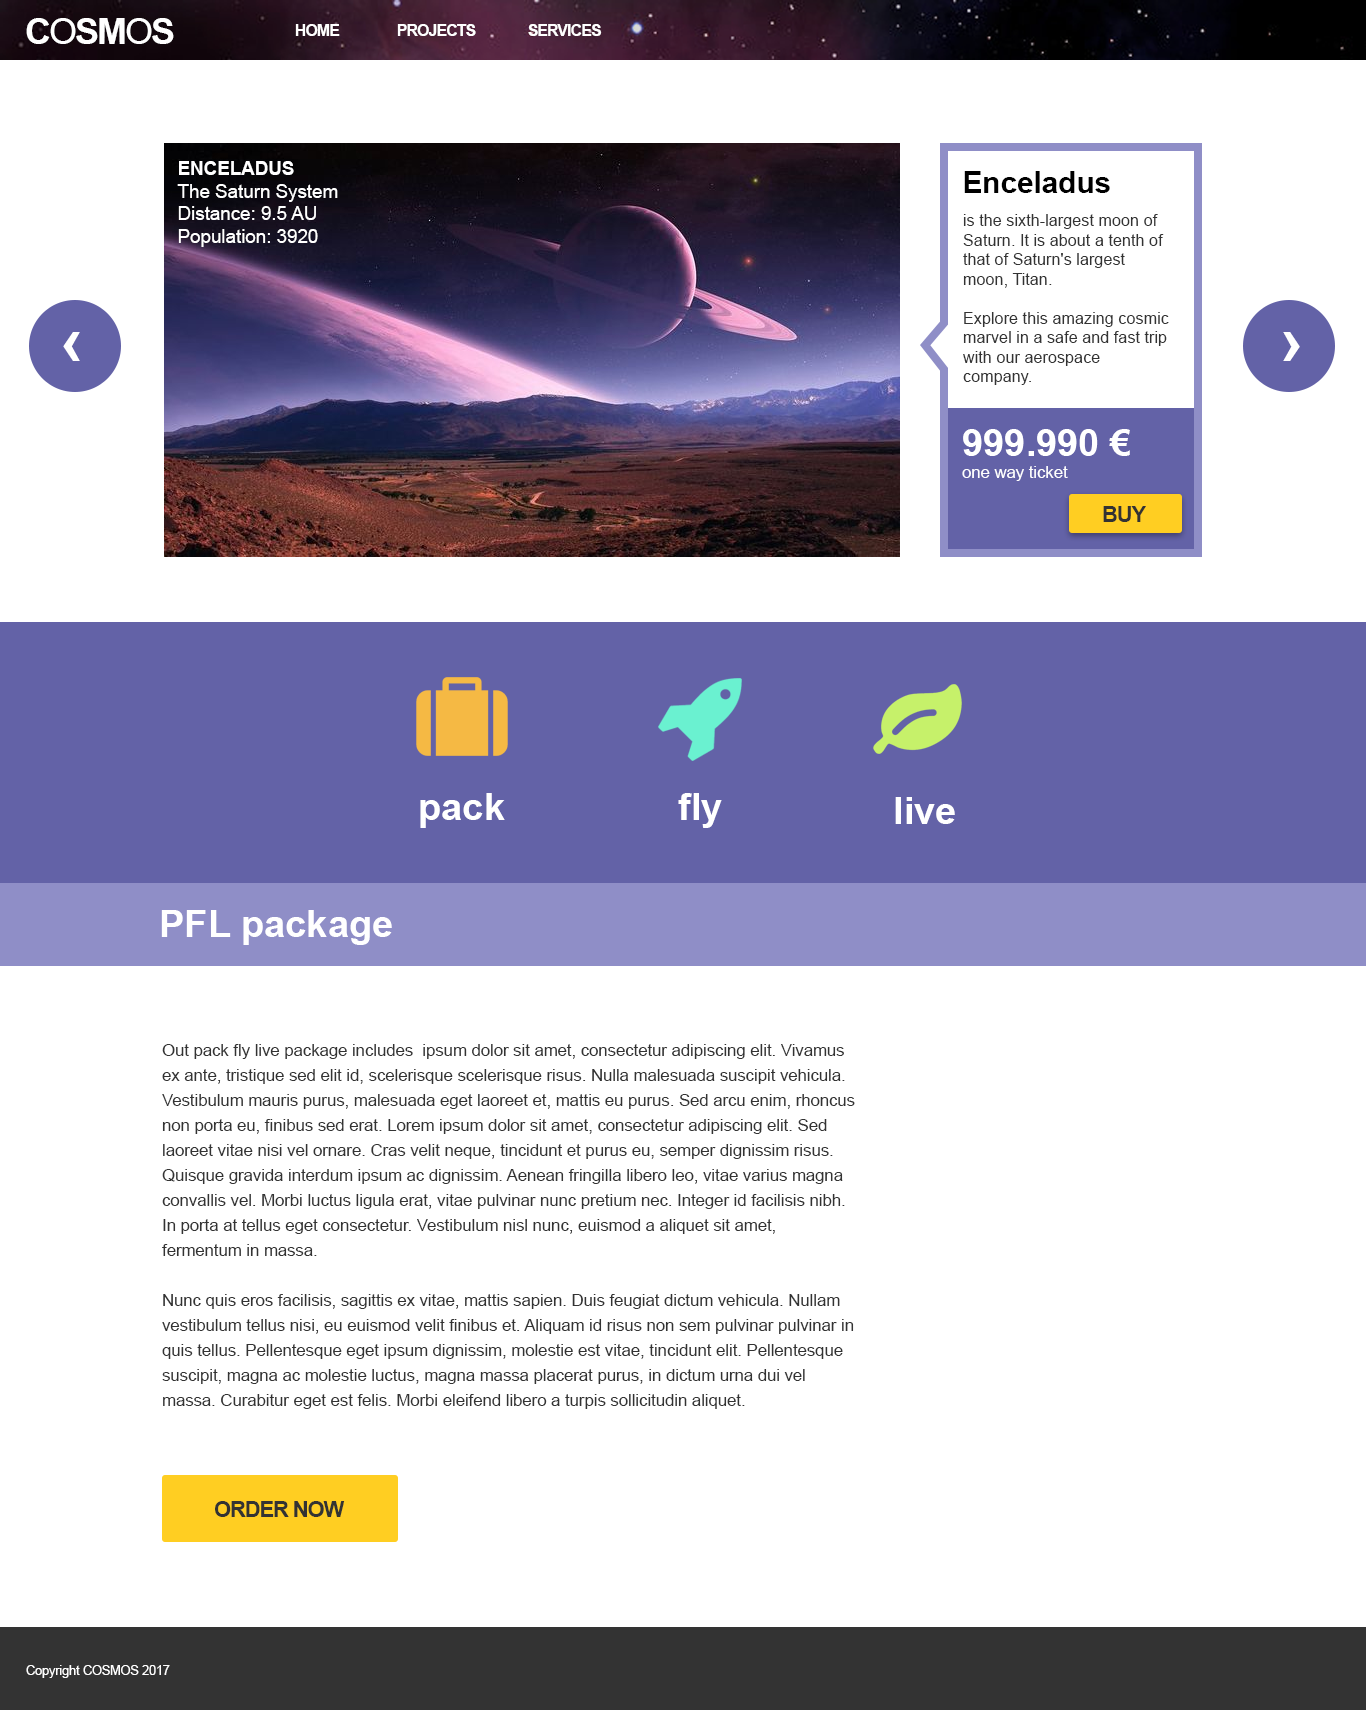 COSMOS
HOME
PROJECTS
SERVICES
ENCELADUS
The Saturn System
Distance: 9.5 AU
Population: 3920
Enceladus
is the sixth-largest moon of
Saturn. It is about a tenth of
that of Saturn's largest
moon, Titan.
Explore this amazing cosmic
marvel in a safe and fast trip
with our aerospace
company.
999.990 €
one way ticket
BUY
pack
fly
live
PFL package
Out pack fly live package includes  ipsum dolor sit amet, consectetur adipiscing elit. Vivamus
ex ante, tristique sed elit id, scelerisque scelerisque risus. Nulla malesuada suscipit vehicula.
Vestibulum mauris purus, malesuada eget laoreet et, mattis eu purus. Sed arcu enim, rhoncus
non porta eu, finibus sed erat. Lorem ipsum dolor sit amet, consectetur adipiscing elit. Sed
laoreet vitae nisi vel ornare. Cras velit neque, tincidunt et purus eu, semper dignissim risus.
Quisque gravida interdum ipsum ac dignissim. Aenean fringilla libero leo, vitae varius magna
convallis vel. Morbi luctus ligula erat, vitae pulvinar nunc pretium nec. Integer id facilisis nibh.
In porta at tellus eget consectetur. Vestibulum nisl nunc, euismod a aliquet sit amet,
fermentum in massa.
Nunc quis eros facilisis, sagittis ex vitae, mattis sapien. Duis feugiat dictum vehicula. Nullam
vestibulum tellus nisi, eu euismod velit finibus et. Aliquam id risus non sem pulvinar pulvinar in
quis tellus. Pellentesque eget ipsum dignissim, molestie est vitae, tincidunt elit. Pellentesque
suscipit, magna ac molestie luctus, magna massa placerat purus, in dictum urna dui vel
massa. Curabitur eget est felis. Morbi eleifend libero a turpis sollicitudin aliquet.
ORDER NOW
Copyright COSMOS 2017